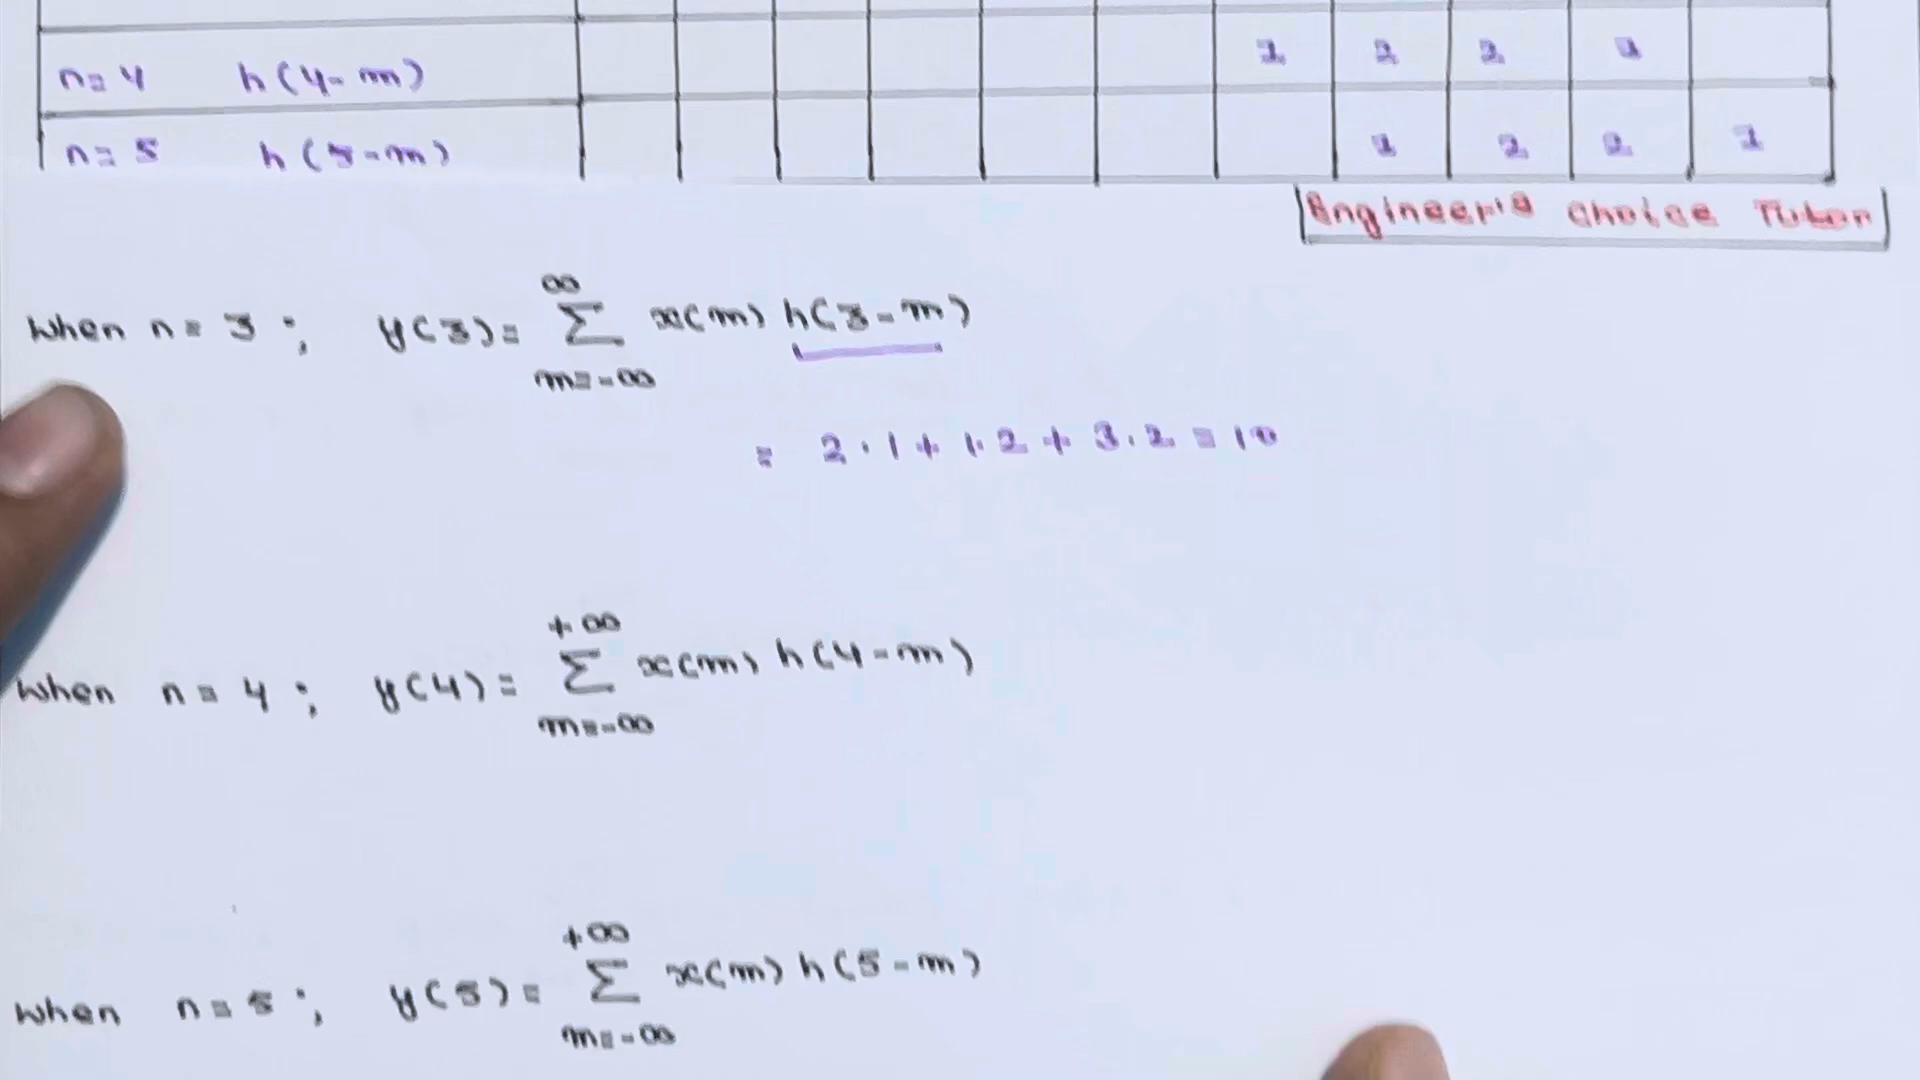 n=4 h(4-m) 1 2 2 1
n=5 h(5-m) 1 2 2 1
Engineer's Choice Tutor
when n=3; y(3)= ∞ Σ m=-∞ x(m) h(3-m)
= 2.1+1.2+3.2=10
when n=4; y(4)= +∞ Σ m=-∞ x(m) h(4-m)
when n=5; y(5)= +∞ Σ m=-∞ x(m) h(5-m)